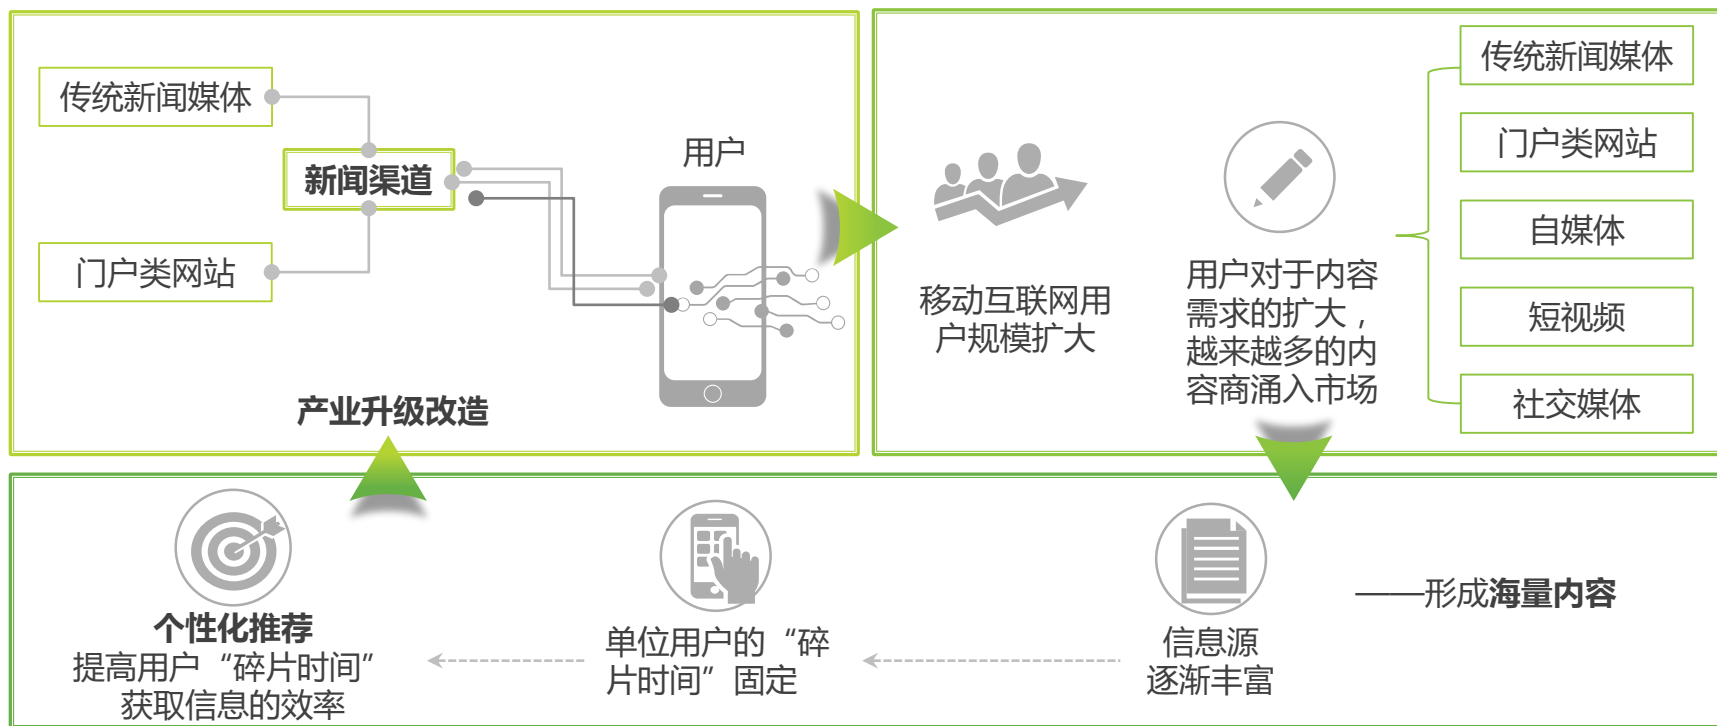 传统新闻媒体
新闻渠道
门户类网站
用户
产业升级改造
移动互联网用
户规模扩大
用户对于内容
需求的扩大，
越来越多的内
容商涌入市场
传统新闻媒体
门户类网站
自媒体
短视频
社交媒体
个性化推荐
提高用户“碎片时间”
获取信息的效率
单位用户的“碎
片时间”固定
信息源
逐渐丰富
——形成海量内容